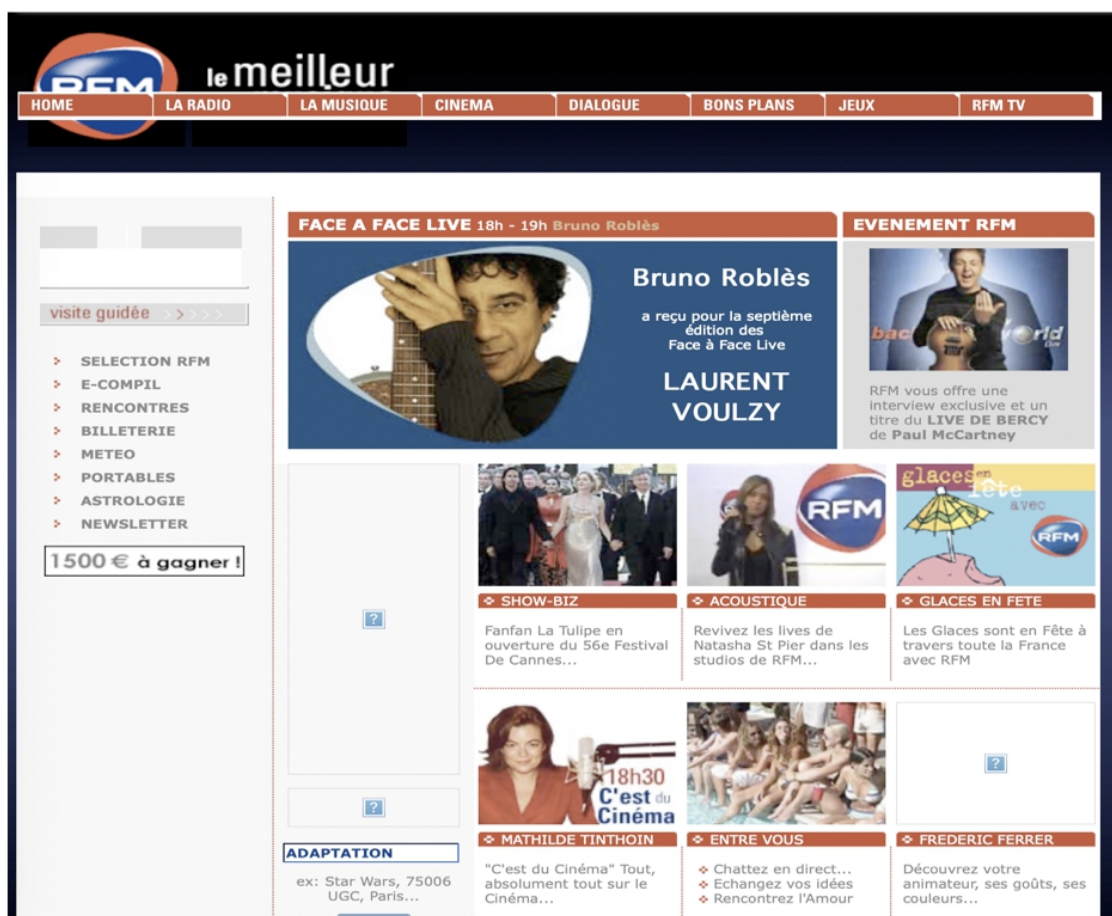 RFM
le meilleur
HOME
LA RADIO
LA MUSIQUE
CINEMA
DIALOGUE
BONS PLANS
JEUX
RFM TV
visite guidée >>>>>
SELECTION RFM
E-COMPIL
RENCONTRES
BILLETERIE
METEO
PORTABLES
ASTROLOGIE
NEWSLETTER
1500 € à gagner !
FACE A FACE LIVE 18h - 19h Bruno Roblès
Bruno Roblès
a reçu pour la septième
édition des
Face à Face Live
LAURENT
VOULZY
EVENEMENT RFM
RFM vous offre une
interview exclusive et un
titre du LIVE DE BERCY
de Paul McCartney
SHOW-BIZ
Fanfan La Tulipe en
ouverture du 56e Festival
De Cannes...
RFM
ACOUSTIQUE
Revivez les lives de
Natasha St Pier dans les
studios de RFM...
glaces en
fête
avec
RFM
GLACES EN FETE
Les Glaces sont en Fête à
travers toute la France
avec RFM
ADAPTATION
ex: Star Wars, 75006
UGC, Paris...
18h30
C'est du
Cinéma
MATHILDE TINTHOIN
"C'est du Cinéma" Tout,
absolument tout sur le
Cinéma...
ENTRE VOUS
Chattez en direct...
Echangez vos idées
Rencontrez l'Amour
FREDERIC FERRER
Découvrez votre
animateur, ses goûts, ses
couleurs...